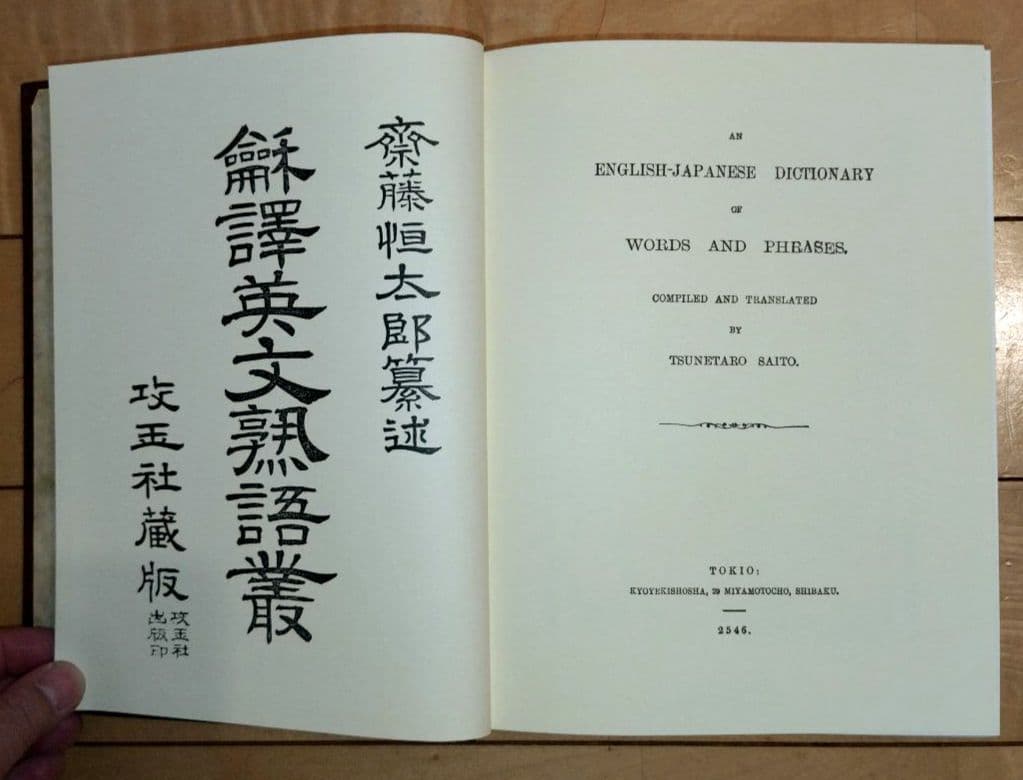 齋藤恒太郎纂述
龢譯英文熟語叢
攻玉社蔵版
攻玉社
出版印
AN
ENGLISH-JAPANESE DICTIONARY
OF
WORDS AND PHRASES.
COMPILED AND TRANSLATED
BY
TSUNETARO SAITO.
TOKIO:
KYOYEKISHOSHA, 29 MIYAMOTOCHO, SHIBAKU.
2546.